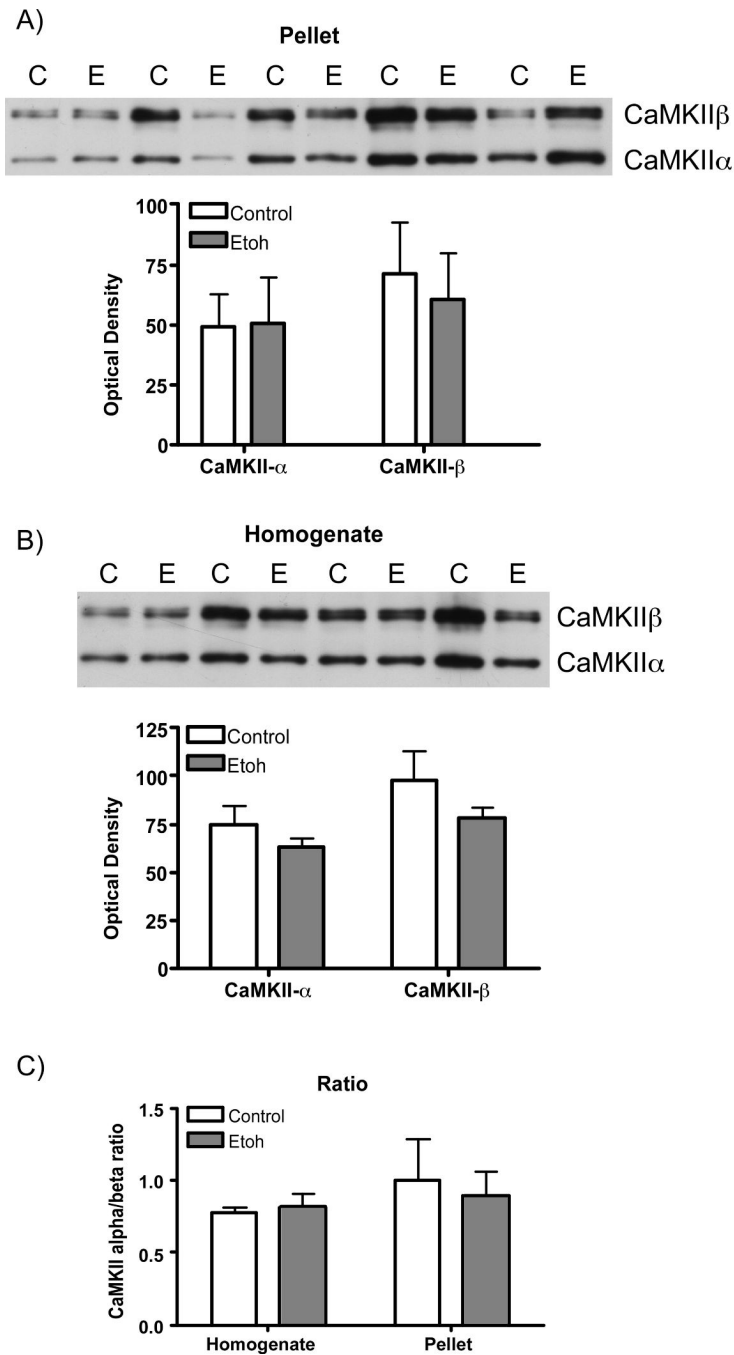 A)
Pellet
C E C E C E C E C E
CaMKIIβ
CaMKIIα
100
75
50
25
0
Optical Density
Control
Etoh
CaMKII-α CaMKII-β
B)
Homogenate
C E C E C E C E
CaMKIIβ
CaMKIIα
125
100
75
50
25
0
Optical Density
Control
Etoh
CaMKII-α CaMKII-β
C)
Ratio
1.5
1.0
0.5
0.0
CaMKII alpha/beta ratio
Control
Etoh
Homogenate Pellet